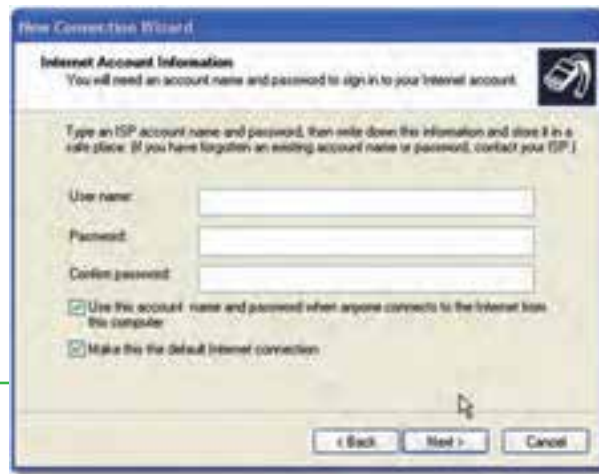 New Connection Wizard
Internet Account Information
You will need an account name and password to sign in to your Internet account.
Type an ISP account name and password, then write down this information and store it in a
safe place. (If you have forgotten an existing account name or password, contact your ISP.)
User name:
Password:
Confirm password:
Use this account name and password when anyone connects to the Internet from
this computer
Make this the default Internet connection
< Back
Next >
Cancel